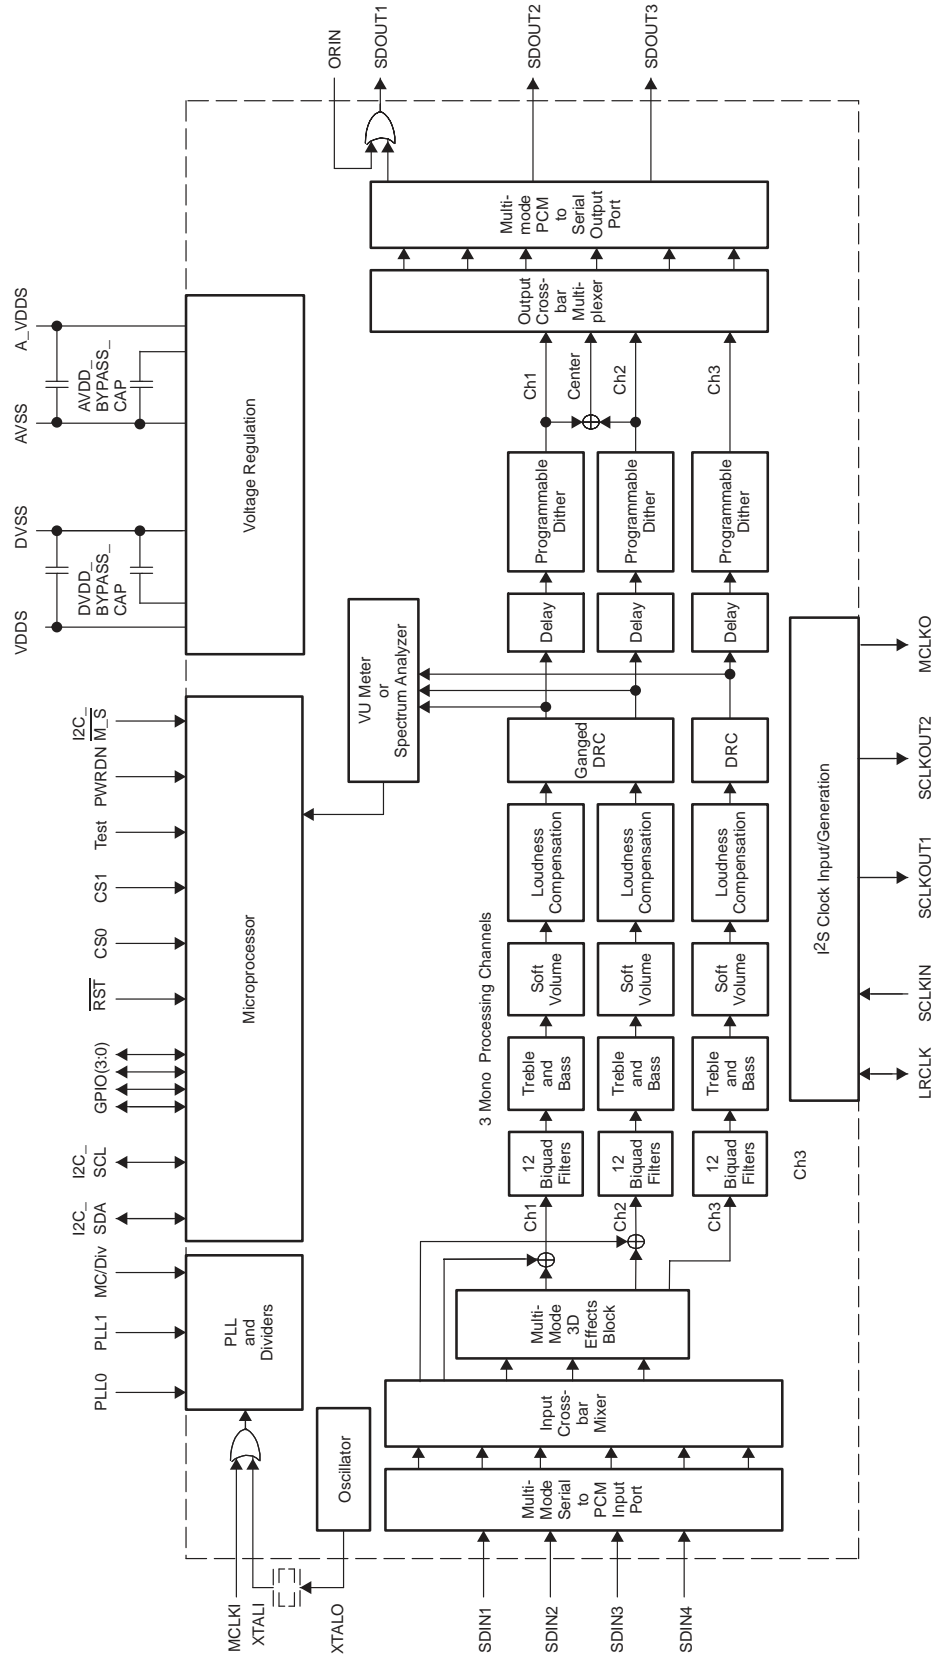 VDDS
DVSS
AVSS
A_VDDS
DVDD_
BYPASS_
CAP
AVDD_
BYPASS_
CAP
Voltage Regulation
PLL0
PLL1
MC/Div
I2C_
SDA
I2C_
SCL
GPIO(3:0)
RST
CS0
CS1
Test
PWRDN
I2C_
M_S
PLL
and
Dividers
Microprocessor
MCLKI
XTALI
XTALO
Oscillator
VU Meter
or
Spectrum Analyzer
ORIN
SDOUT1
SDOUT2
SDOUT3
SDIN1
SDIN2
SDIN3
SDIN4
Multi-
Mode
Serial
to
PCM
Input
Port
Input
Cross-
bar
Mixer
Multi-
Mode
3D
Effects
Block
3 Mono Processing Channels
Ch1
12
Biquad
Filters
Treble
and
Bass
Soft
Volume
Loudness
Compensation
Ganged
DRC
Delay
Programmable
Dither
Ch1
Center
Ch2
12
Biquad
Filters
Treble
and
Bass
Soft
Volume
Loudness
Compensation
Delay
Programmable
Dither
Ch2
Ch3
12
Biquad
Filters
Treble
and
Bass
Soft
Volume
Loudness
Compensation
DRC
Delay
Programmable
Dither
Ch3
Output
Cross-
bar
Multi-
plexer
Multi-
mode
PCM
to
Serial
Output
Port
Ch3
I2S Clock Input/Generation
LRCLK
SCLKIN
SCLKOUT1
SCLKOUT2
MCLKO